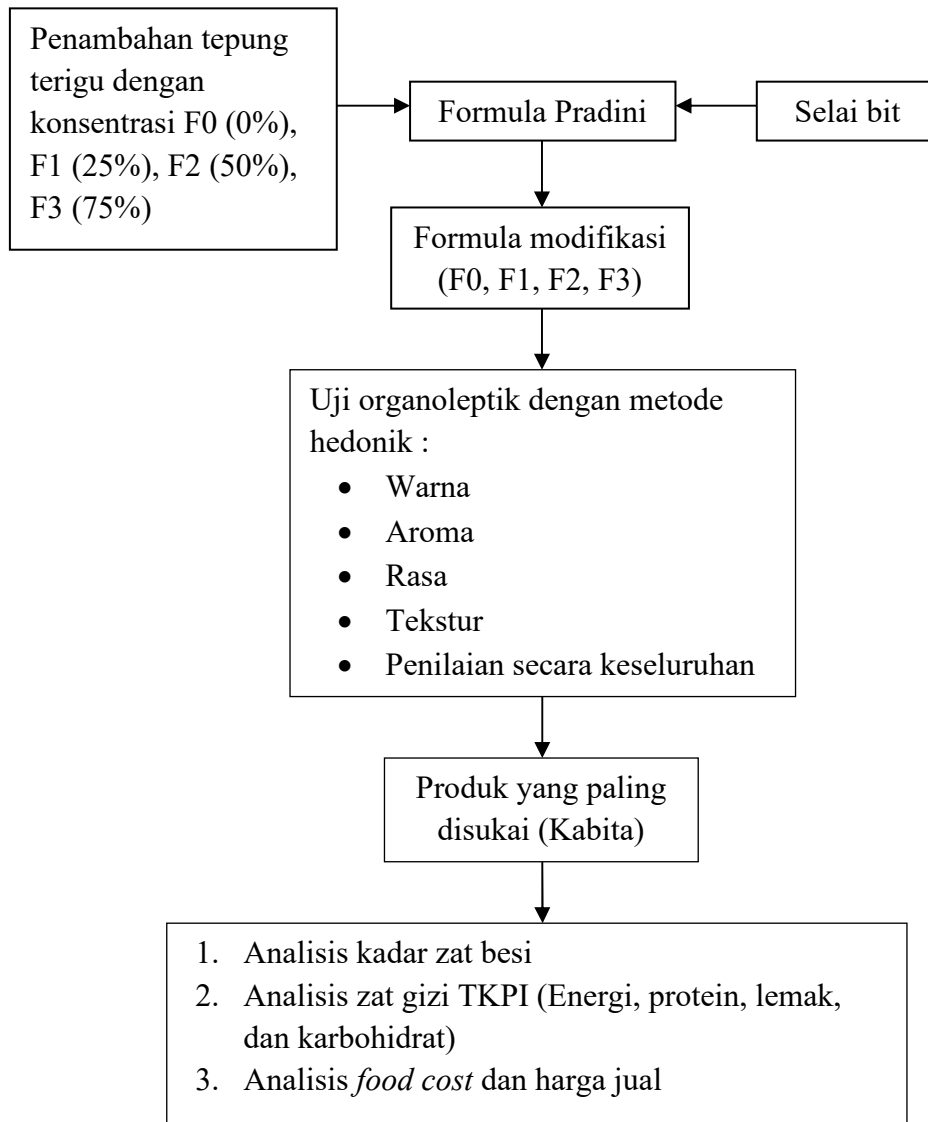 Penambahan tepung
terigu dengan
konsentrasi F0 (0%),
F1 (25%), F2 (50%),
F3 (75%)
Formula Pradini
Selai bit
Formula modifikasi
(F0, F1, F2, F3)
Uji organoleptik dengan metode
hedonik :
• Warna
• Aroma
• Rasa
• Tekstur
• Penilaian secara keseluruhan
Produk yang paling
disukai (Kabita)
1. Analisis kadar zat besi
2. Analisis zat gizi TKPI (Energi, protein, lemak,
dan karbohidrat)
3. Analisis food cost dan harga jual